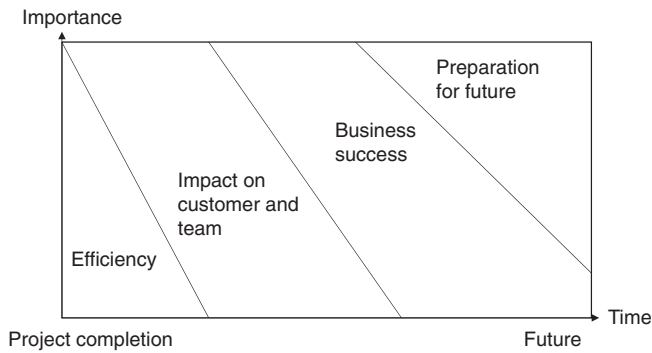 Importance
Preparation
for future
Business
success
Impact on
customer and
team
Efficiency
Time
Project completion
Future